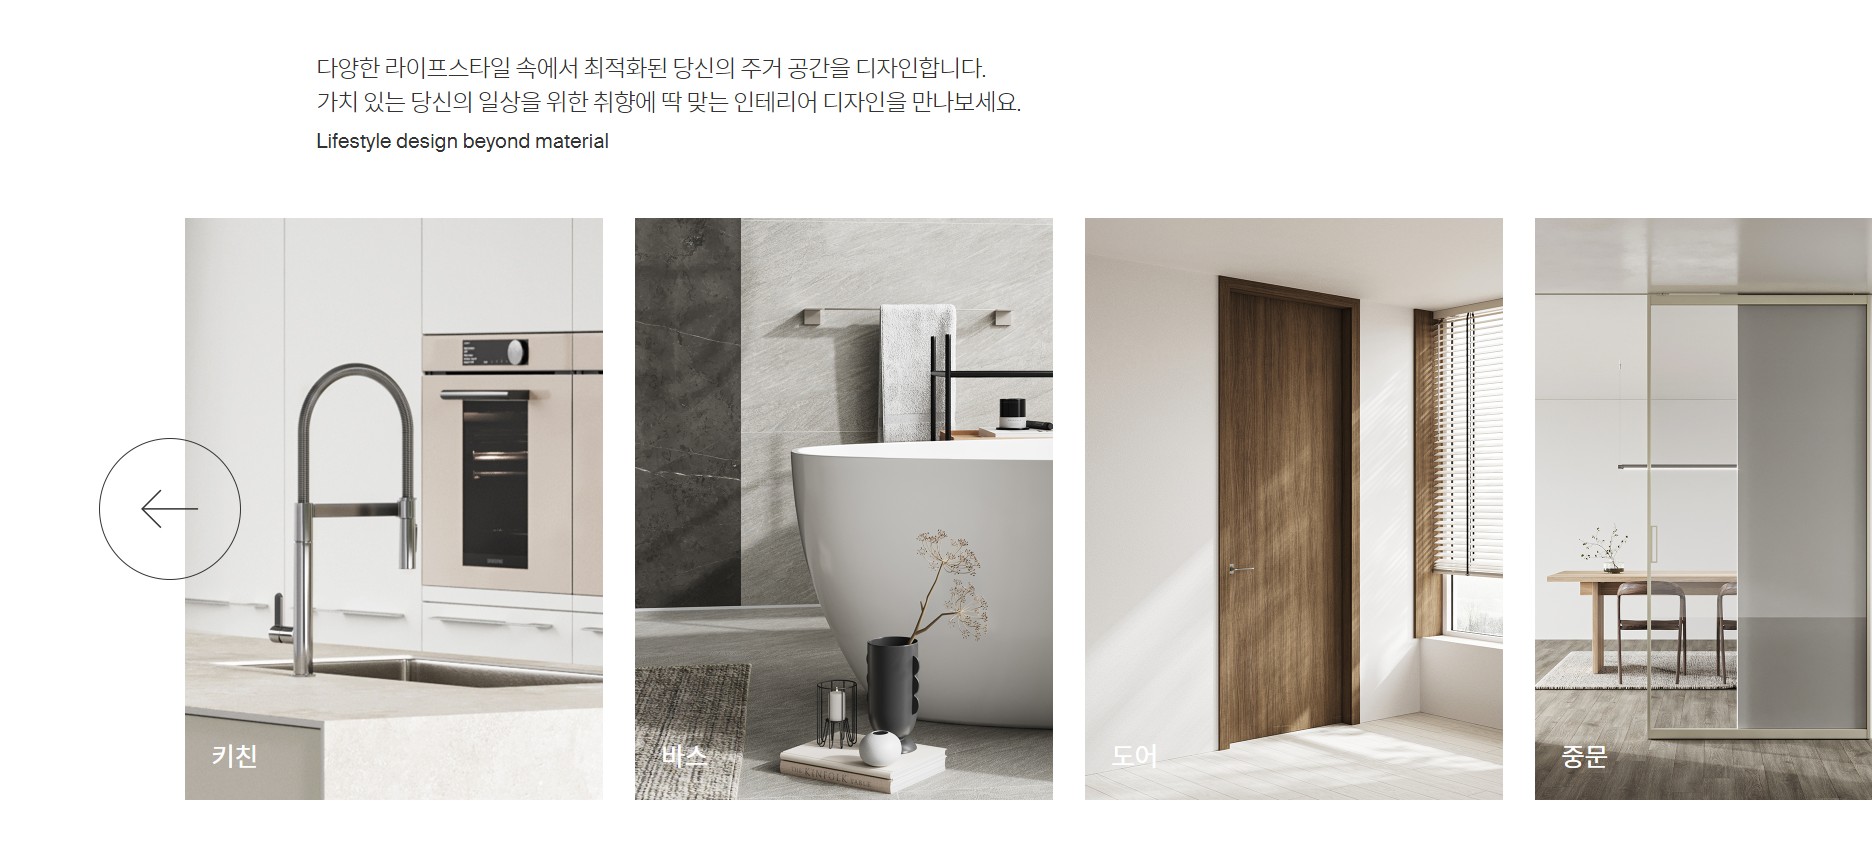 다양한 라이프스타일 속에서 최적화된 당신의 주거 공간을 디자인합니다.
가치 있는 당신의 일상을 위한 취향에 딱 맞는 인테리어 디자인을 만나보세요.
Lifestyle design beyond material
키친
바스
도어
중문
THE KINFOLK TABLE